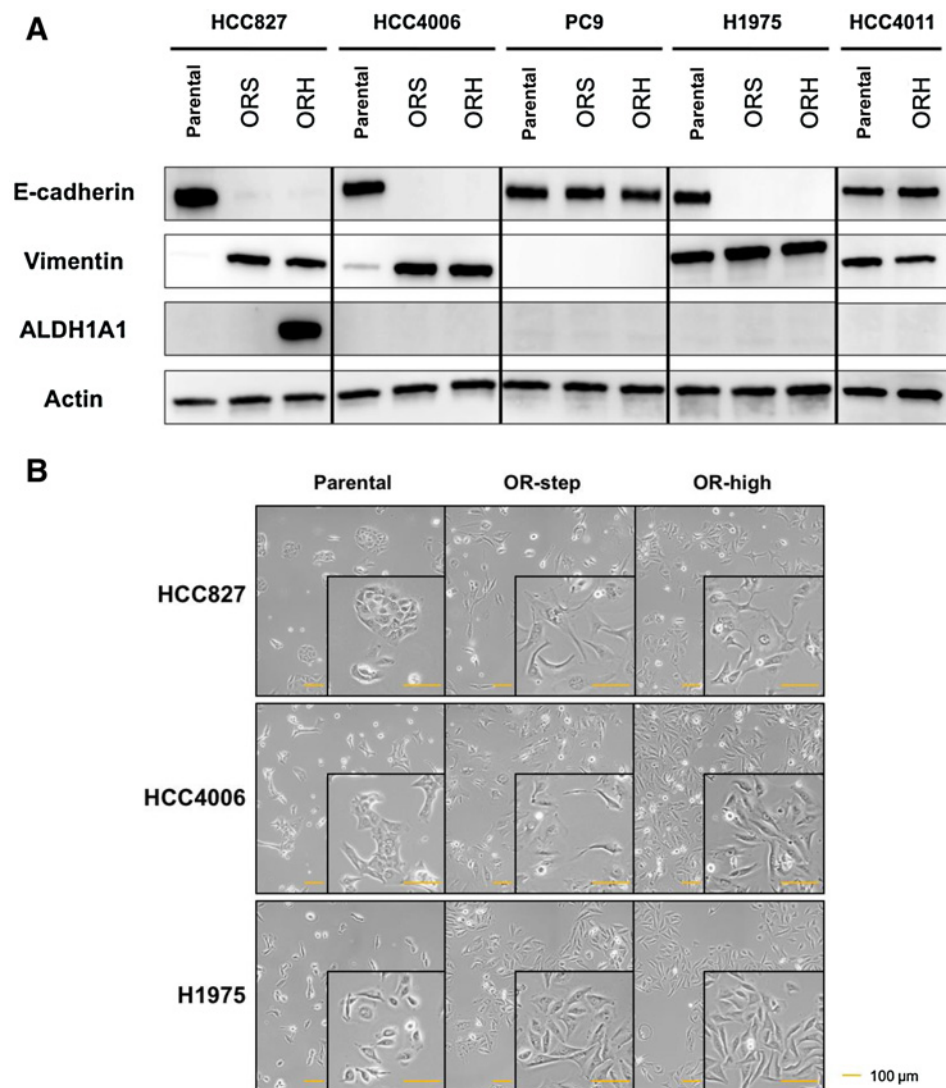 A
HCC827 HCC4006 PC9 H1975 HCC4011
Parental ORS ORH Parental ORS ORH Parental ORS ORH Parental ORS ORH Parental ORH
E-cadherin
Vimentin
ALDH1A1
Actin
B
Parental OR-step OR-high
HCC827
HCC4006
H1975
100 µm